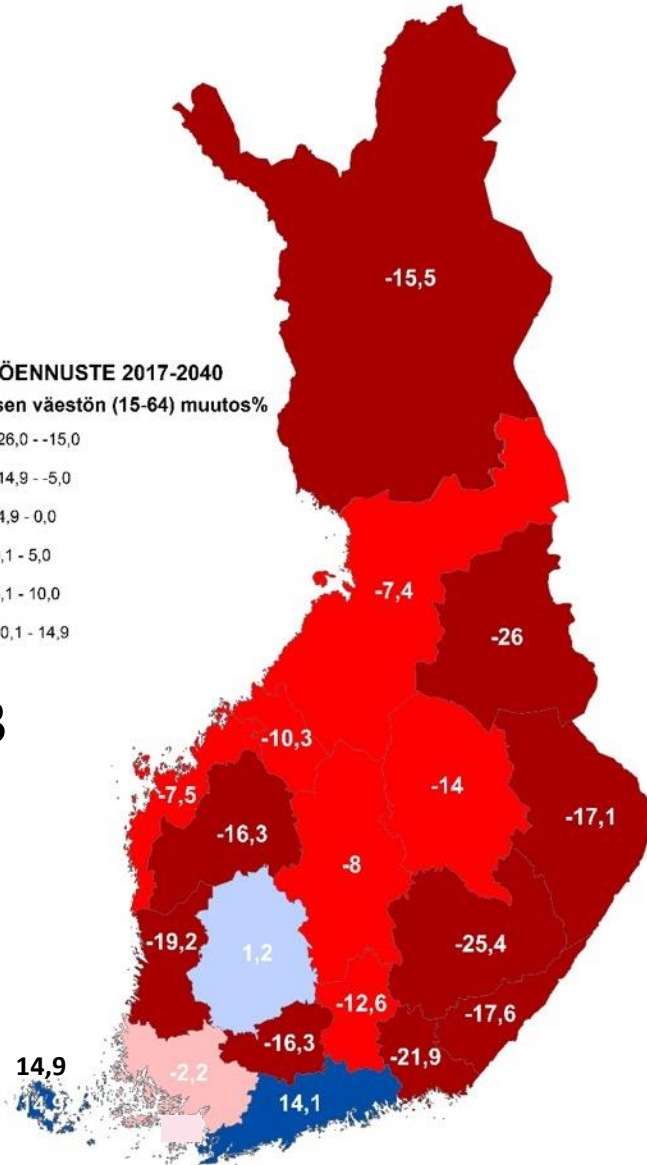 -15,5
ÖENNUSTE 2017-2040
sen väestön (15-64) muutos%
26,0 - -15,0
14,9 - -5,0
4,9 - 0,0
,1 - 5,0
,1 - 10,0
0,1 - 14,9
-7,4
-26
-10,3
-7,5
-14
-16,3
-17,1
-8
-19,2
1,2
-25,4
-12,6
-17,6
-16,3
-21,9
14,9
-2,2
14,9
14,1